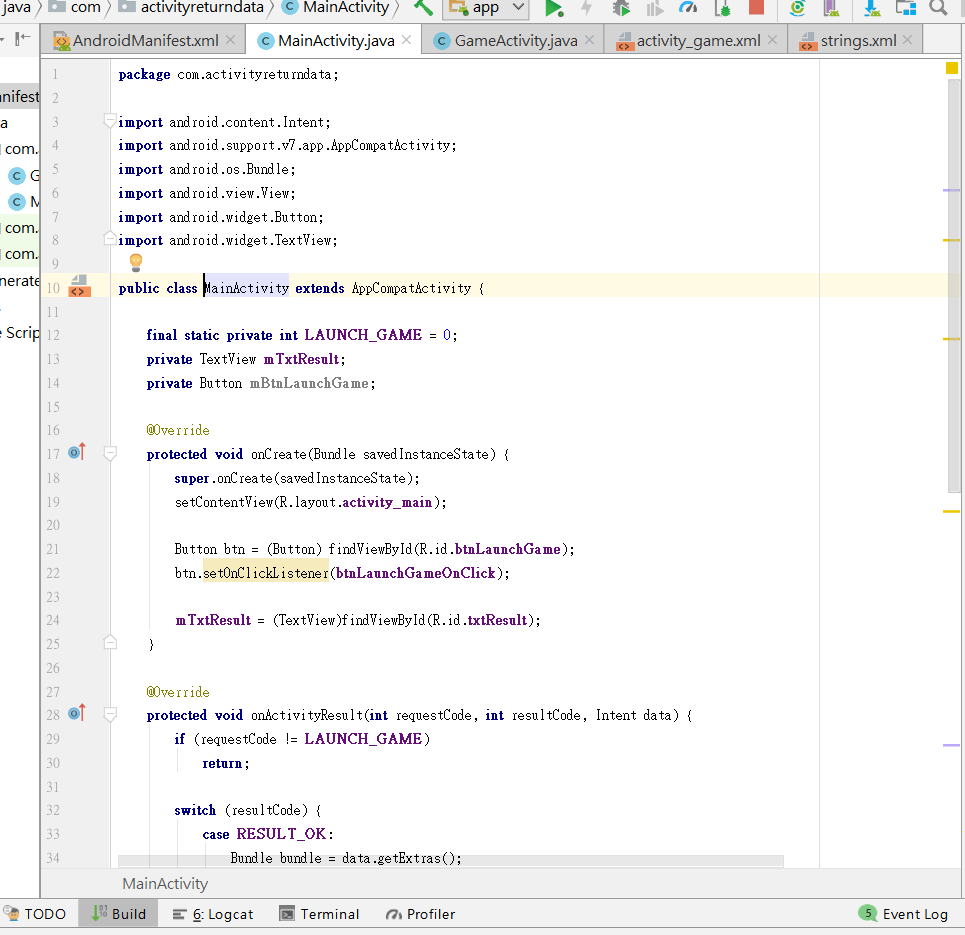 java com activityreturndata MainActivity app
AndroidManifest.xml MainActivity.java GameActivity.java activity_game.xml strings.xml
anifest
a
com.
G
M
com.
com.
nerate
e Scrip
1 package com.activityreturndata;
2
3 import android.content.Intent;
4 import android.support.v7.app.AppCompatActivity;
5 import android.os.Bundle;
6 import android.view.View;
7 import android.widget.Button;
8 import android.widget.TextView;
9
10 public class MainActivity extends AppCompatActivity {
11
12 final static private int LAUNCH_GAME = 0;
13 private TextView mTxtResult;
14 private Button mBtnLaunchGame;
15
16 @Override
17 protected void onCreate(Bundle savedInstanceState) {
18 super.onCreate(savedInstanceState);
19 setContentView(R.layout.activity_main);
20
21 Button btn = (Button) findViewById(R.id.btnLaunchGame);
22 btn.setOnClickListener(btnLaunchGameOnClick);
23
24 mTxtResult = (TextView)findViewById(R.id.txtResult);
25 }
26
27 @Override
28 protected void onActivityResult(int requestCode, int resultCode, Intent data) {
29 if (requestCode != LAUNCH_GAME)
30 return;
31
32 switch (resultCode) {
33 case RESULT_OK:
34 Bundle bundle = data.getExtras();
MainActivity
TODO Build 6: Logcat Terminal Profiler 5 Event Log